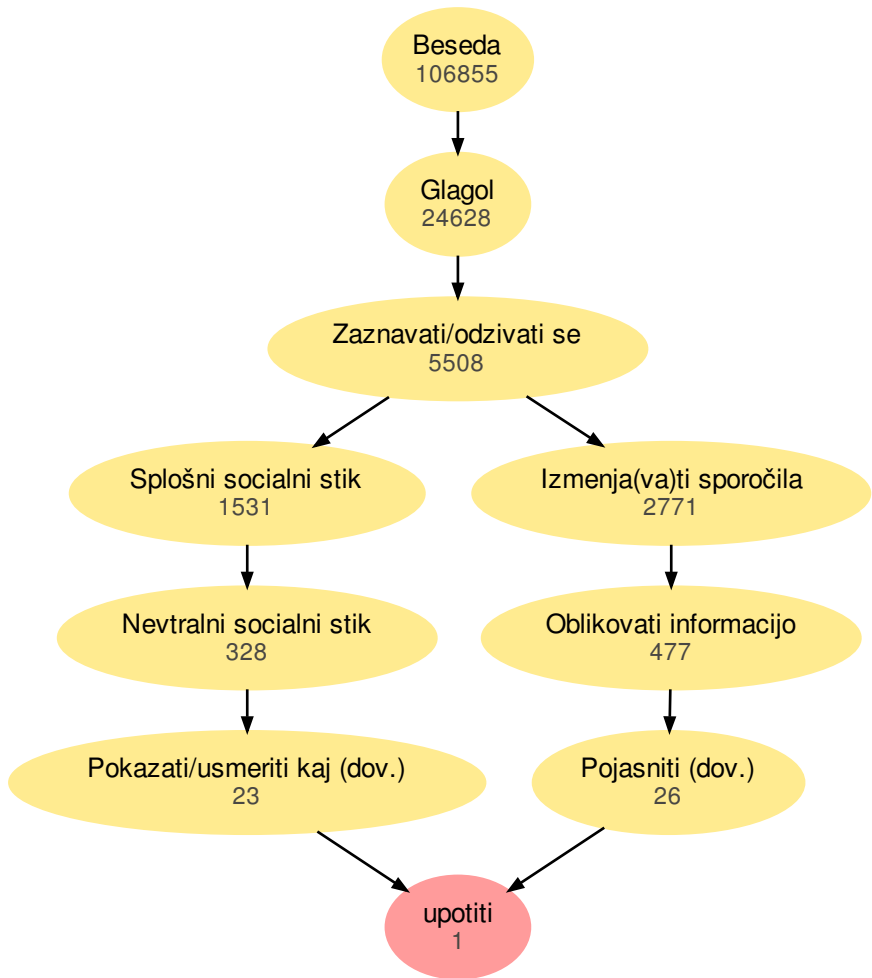 Beseda
106855
Glagol
24628
Zaznavati/odzivati se
5508
Splošni socialni stik
1531
Izmenja(va)ti sporočila
2771
Nevtralni socialni stik
328
Oblikovati informacijo
477
Pokazati/usmeriti kaj (dov.)
23
Pojasniti (dov.)
26
upotiti
1